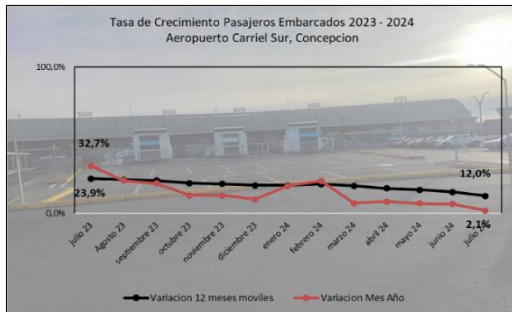 Tasa de Crecimiento Pasajeros Embarcados 2023 - 2024
Aeropuerto Carriel Sur, Concepcion
100,0%
32,7%
23,9%
12,0%
0,0%
2,1%
julio 23
Agosto 23
septiembre 23
octubre 23
noviembre 23
diciembre 23
enero 24
febrero 24
marzo 24
abril 24
mayo 24
junio 24
Variacion 12 meses moviles
Variacion Mes Año